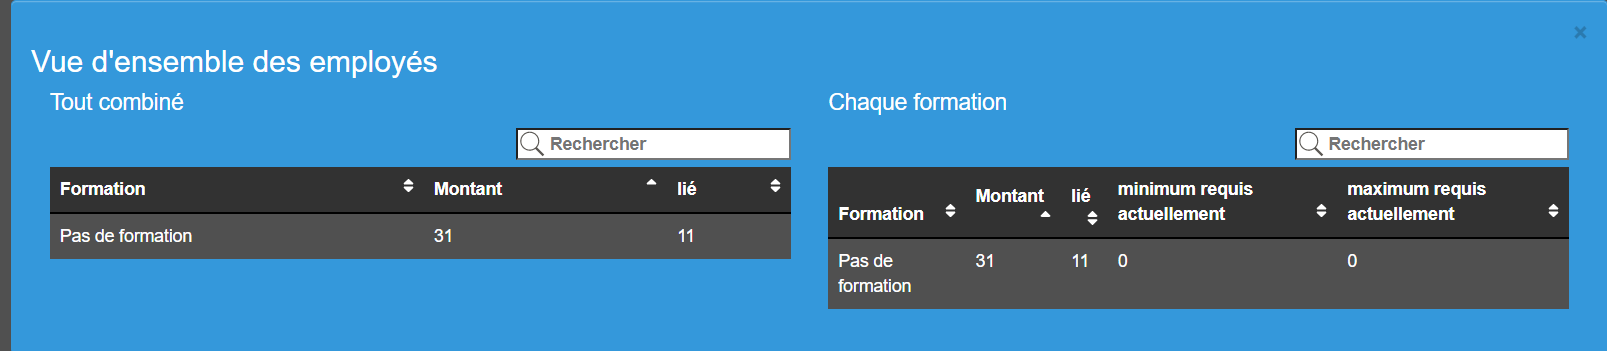 ×
Vue d'ensemble des employés
Tout combiné
Rechercher
Formation Montant lié
Pas de formation 31 11
Chaque formation
Rechercher
Formation Montant lié minimum requis actuellement maximum requis actuellement
Pas de formation 31 11 0 0